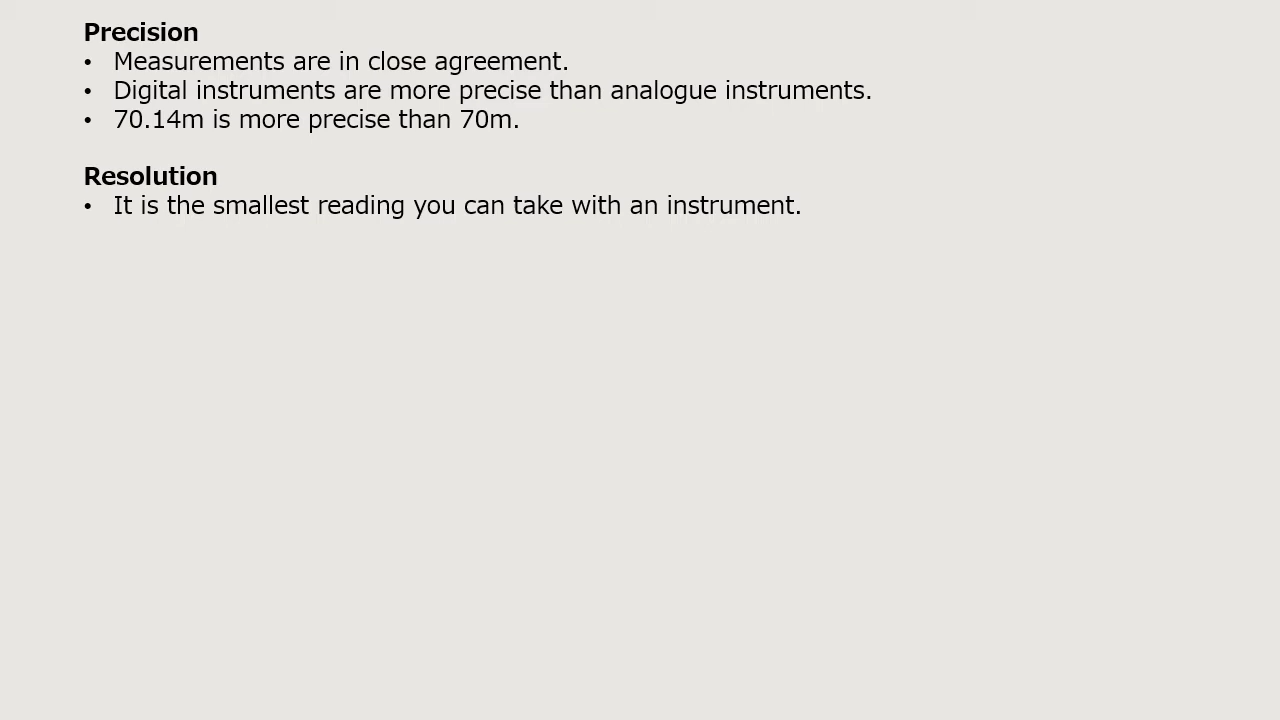 Precision
• Measurements are in close agreement.
• Digital instruments are more precise than analogue instruments.
• 70.14m is more precise than 70m.
Resolution
• It is the smallest reading you can take with an instrument.